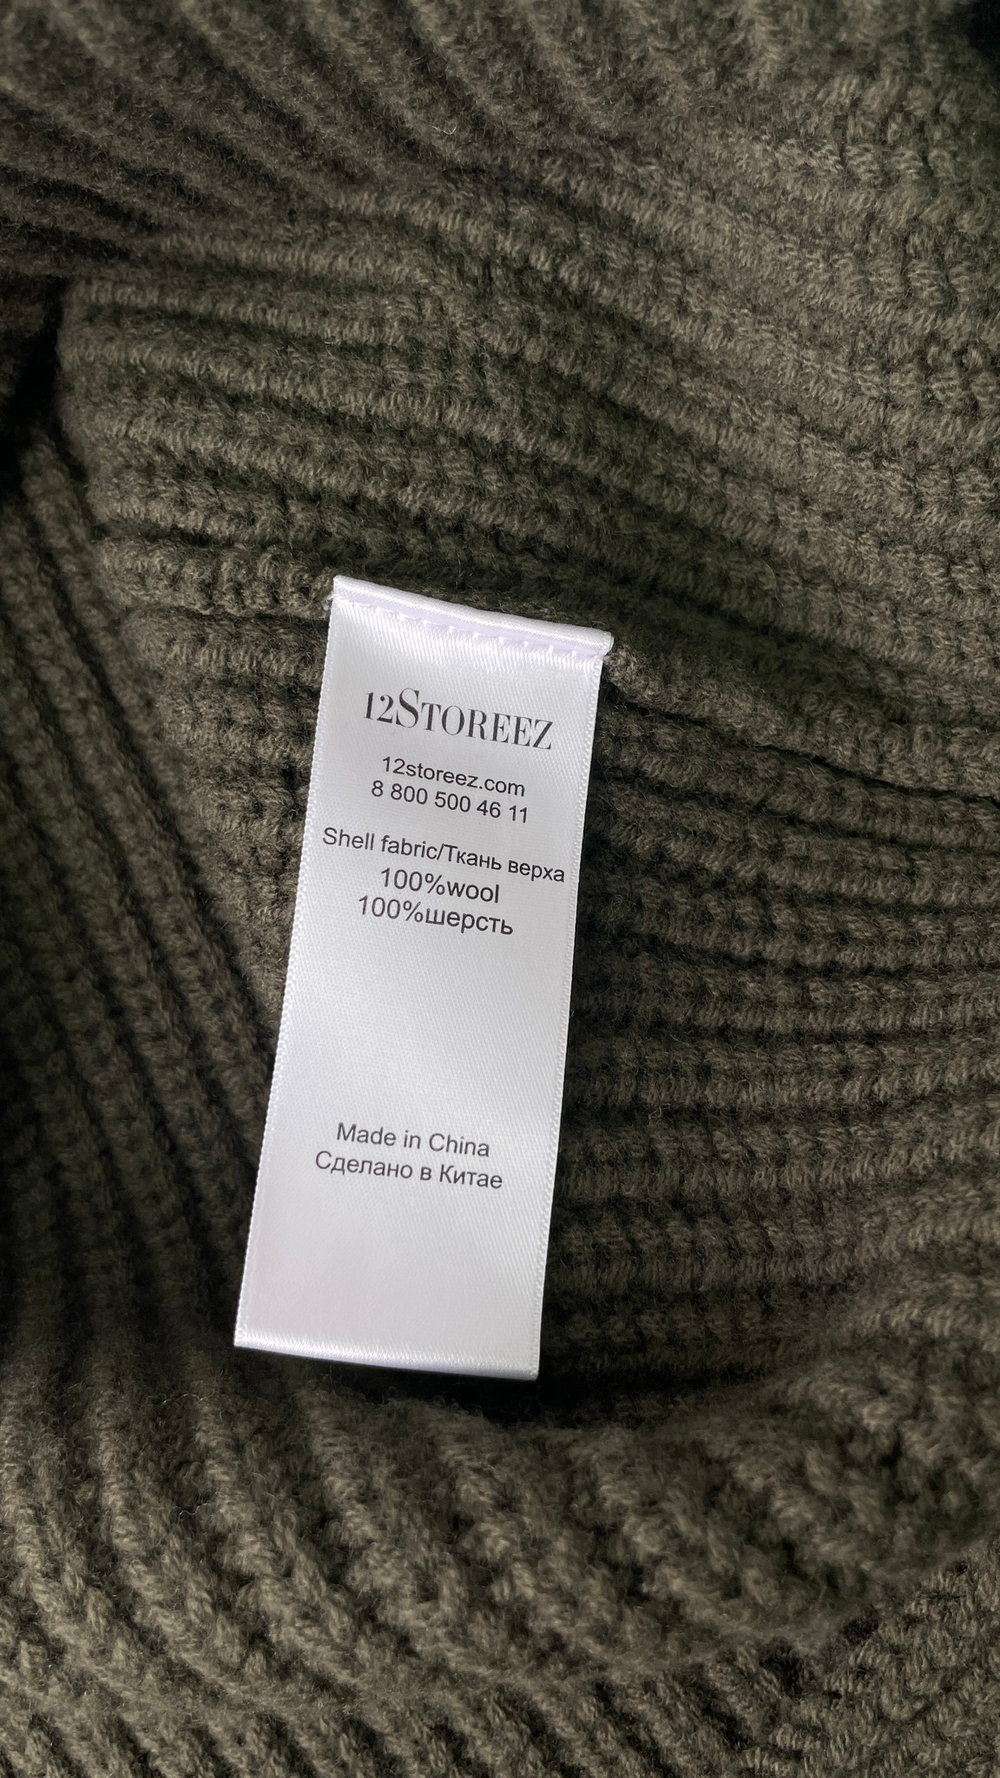 12STOREEZ
12storeez.com
8 800 500 46 11
Shell fabric/Ткань верха
100%wool
100%шерсть
Made in China
Сделано в Китае